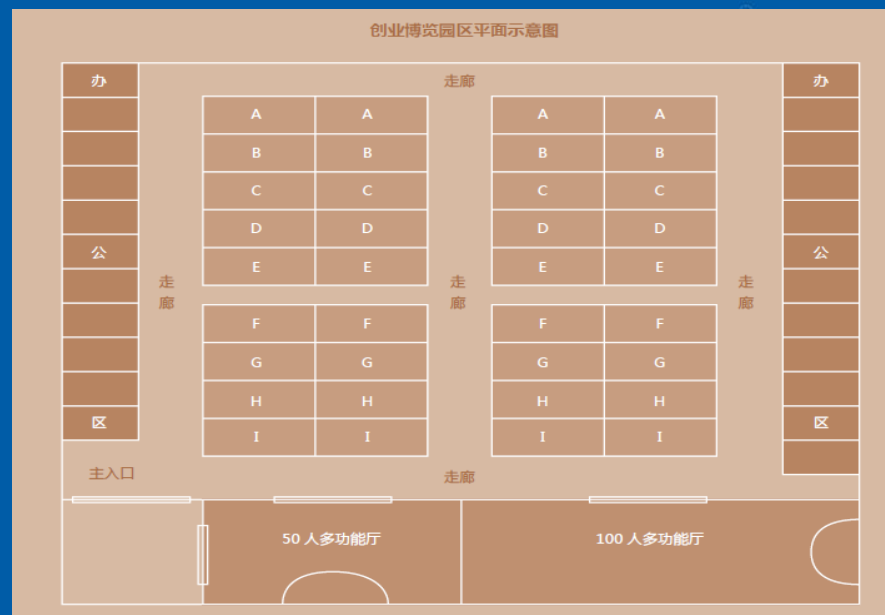 创业博览园区平面示意图
办 走廊 办
A A A A
B B B B
C C C C
D D D D
公 公
E E E E
走廊 走廊 走廊
F F F F
G G G G
H H H H
区 区
I I I I
主入口 走廊
50 人多功能厅 100 人多功能厅